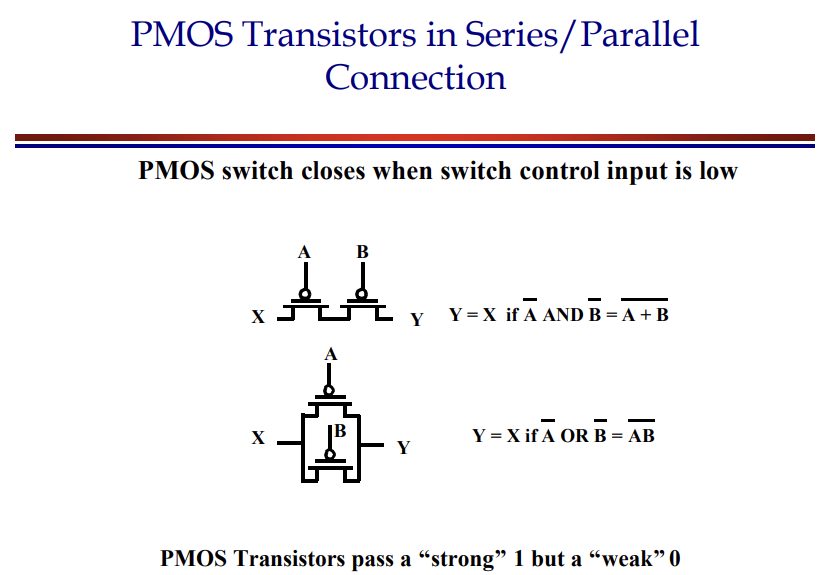 PMOS Transistors in Series/Parallel
Connection
PMOS switch closes when switch control input is low
A B
X Y Y = X if A̅ AND B̅ = A̅ ̅+̅ ̅B̅
A
X B Y Y = X if A̅ OR B̅ = A̅B̅
PMOS Transistors pass a “strong” 1 but a “weak” 0